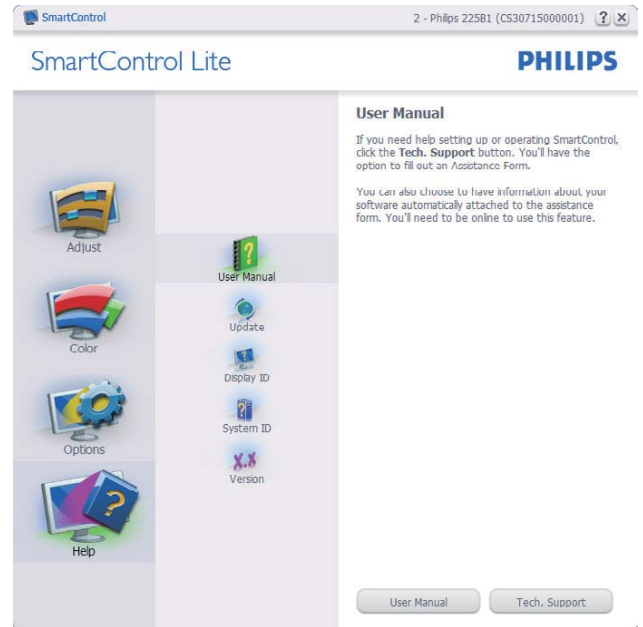 SmartControl
2 - Philips 225B1 (CS30715000001)
? X
SmartControl Lite
PHILIPS
Adjust
Color
Options
Help
User Manual
Update
Display ID
System ID
X.X
Version
User Manual
If you need help setting up or operating SmartControl,
click the Tech. Support button. You'll have the
option to fill out an Assistance Form.
You can also choose to have information about your
software automatically attached to the assistance
form. You'll need to be online to use this feature.
User Manual
Tech. Support